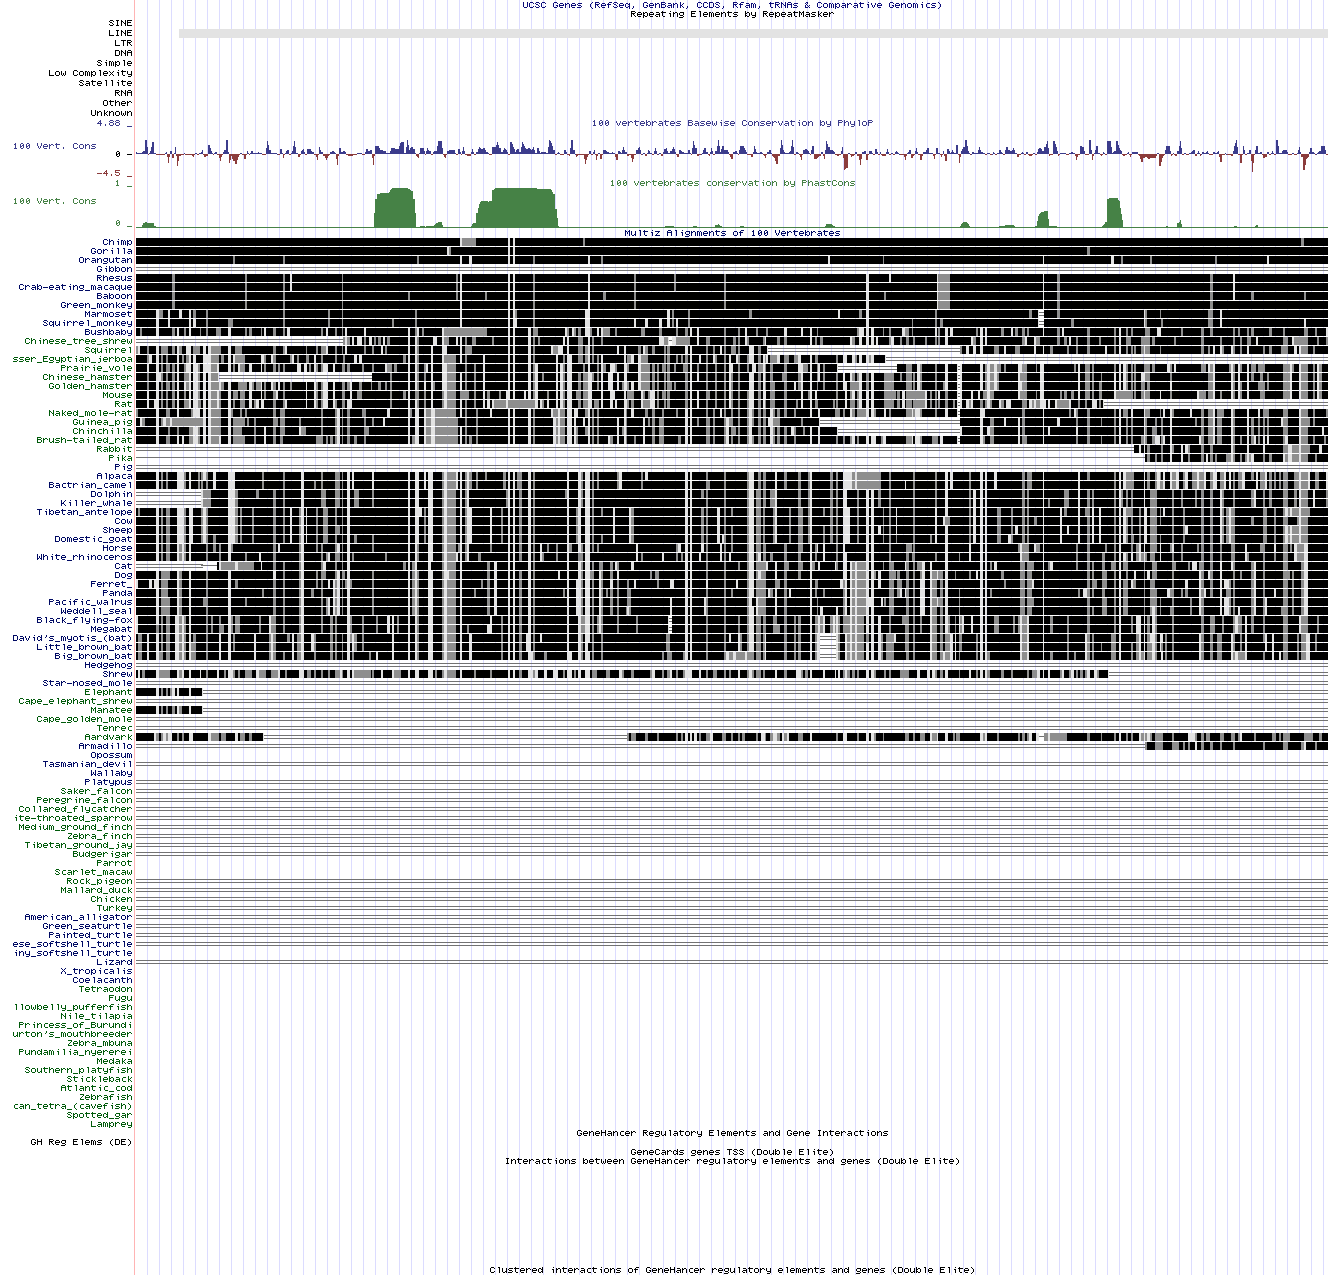 UCSC Genes (RefSeq, GenBank, CCDS, Rfam, tRNAs & Comparative Genomics)
Repeating Elements by RepeatMasker
SINE
LINE
LTR
DNA
Simple
Low Complexity
Satellite
RNA
Other
Unknown
4.88 _
100 vertebrates Basewise Conservation by PhyloP
100 Vert. Cons
0 _
-4.5 _
1 _
100 vertebrates conservation by PhastCons
100 Vert. Cons
0 _
Multiz Alignments of 100 Vertebrates
Chimp
Gorilla
Orangutan
Gibbon
Rhesus
Crab-eating_macaque
Baboon
Green_monkey
Marmoset
Squirrel_monkey
Bushbaby
Chinese_tree_shrew
Squirrel
sser_Egyptian_jerboa
Prairie_vole
Chinese_hamster
Golden_hamster
Mouse
Rat
Naked_mole-rat
Guinea_pig
Chinchilla
Brush-tailed_rat
Rabbit
Pika
Pig
Alpaca
Bactrian_camel
Dolphin
Killer_whale
Tibetan_antelope
Cow
Sheep
Domestic_goat
Horse
White_rhinoceros
Cat
Dog
Ferret_
Panda
Pacific_walrus
Weddell_seal
Black_flying-fox
Megabat
David's_myotis_(bat)
Little_brown_bat
Big_brown_bat
Hedgehog
Shrew
Star-nosed_mole
Elephant
Cape_elephant_shrew
Manatee
Cape_golden_mole
Tenrec
Aardvark
Armadillo
Opossum
Tasmanian_devil
Wallaby
Platypus
Saker_falcon
Peregrine_falcon
Collared_flycatcher
ite-throated_sparrow
Medium_ground_finch
Zebra_finch
Tibetan_ground_jay
Budgerigar
Parrot
Scarlet_macaw
Rock_pigeon
Mallard_duck
Chicken
Turkey
American_alligator
Green_seaturtle
Painted_turtle
ese_softshell_turtle
iny_softshell_turtle
Lizard
X_tropicalis
Coelacanth
Tetraodon
Fugu
llowbelly_pufferfish
Nile_tilapia
Princess_of_Burundi
urton's_mouthbreeder
Zebra_mbuna
Pundamilia_nyererei
Medaka
Southern_platyfish
Stickleback
Atlantic_cod
Zebrafish
can_tetra_(cavefish)
Spotted_gar
Lamprey
GeneHancer Regulatory Elements and Gene Interactions
GH Reg Elems (DE)
GeneCards genes TSS (Double Elite)
Interactions between GeneHancer regulatory elements and genes (Double Elite)
Clustered interactions of GeneHancer regulatory elements and genes (Double Elite)